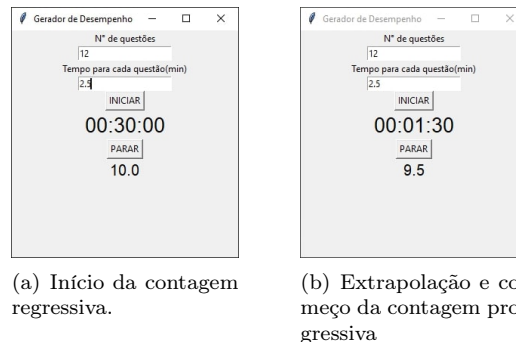 Gerador de Desempenho
N° de questões
12
Tempo para cada questão(min)
2.5
INICIAR
00:30:00
PARAR
10.0
(a) Início da contagem
regressiva.
Gerador de Desempenho
N° de questões
12
Tempo para cada questão(min)
2.5
INICIAR
00:01:30
PARAR
9.5
(b) Extrapolação e co
meço da contagem pro
gressiva